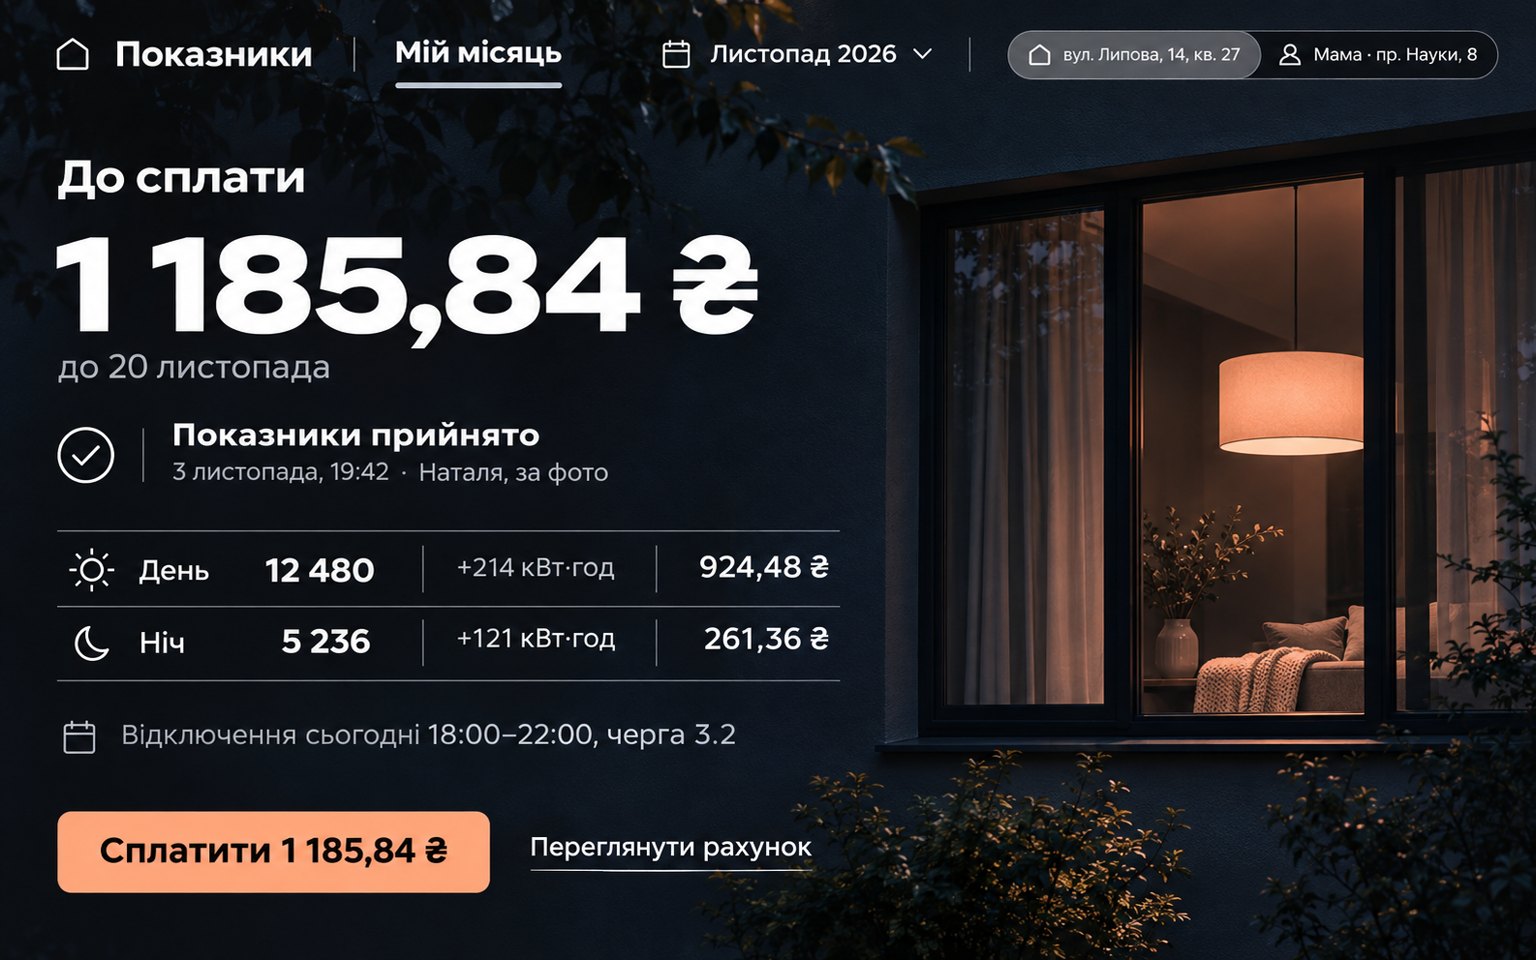 Показники
Мій місяць
Листопад 2026
вул. Липова, 14, кв. 27
Мама · пр. Науки, 8
До сплати
1 185,84 ₴
до 20 листопада
Показники прийнято
3 листопада, 19:42 · Наталя, за фото
День 12 480 +214 кВт·год 924,48 ₴
Ніч 5 236 +121 кВт·год 261,36 ₴
Відключення сьогодні 18:00–22:00, черга 3.2
Сплатити 1 185,84 ₴
Переглянути рахунок